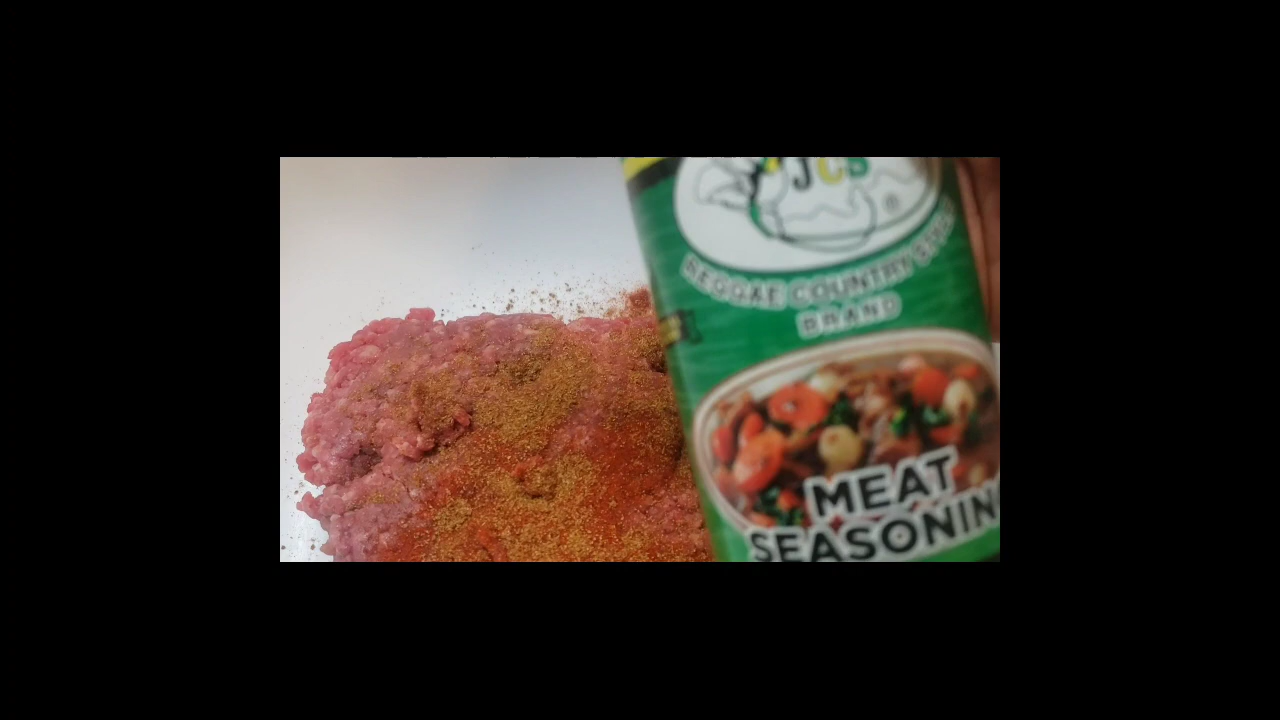 JCS
®
REGGAE COUNTRY STYLE
BRAND
MEAT
SEASONIN